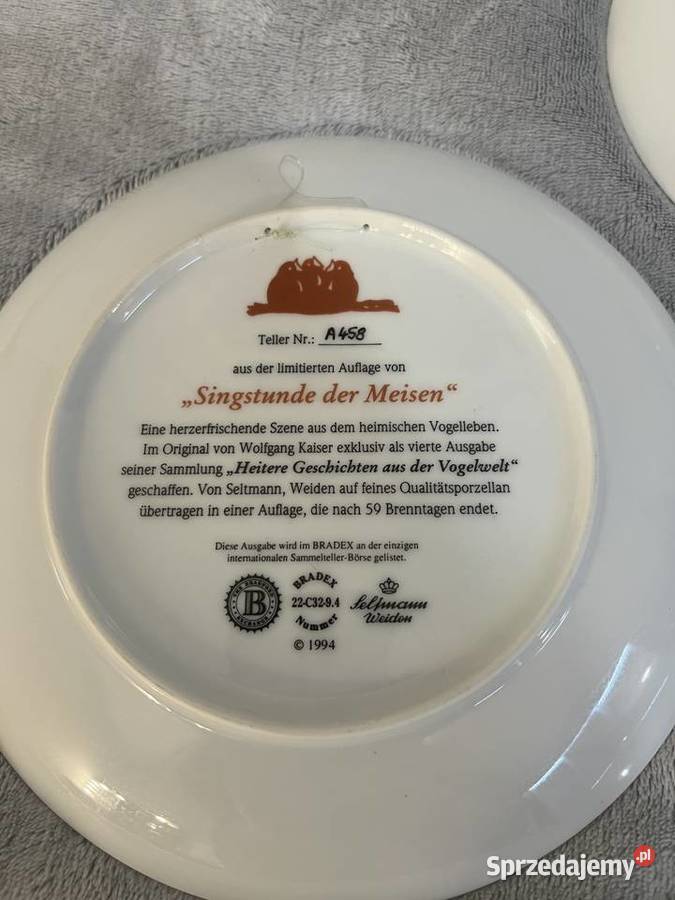 Teller Nr.: A458
aus der limitierten Auflage von
„Singstunde der Meisen“
Eine herzerfrischende Szene aus dem heimischen Vogelleben.
Im Original von Wolfgang Kaiser exklusiv als vierte Ausgabe
seiner Sammlung „Heitere Geschichten aus der Vogelwelt“
geschaffen. Von Seltmann, Weiden auf feines Qualitätsporzellan
übertragen in einer Auflage, die nach 59 Brenntagen endet.
Diese Ausgabe wird im BRADEX an der einzigen
internationalen Sammelteller-Börse gelistet.
THE BRADFORD EXCHANGE
B
BRADEX
22-C32-9.4
Nummer
Seltmann
Weiden
© 1994
Sprzedajemy.pl